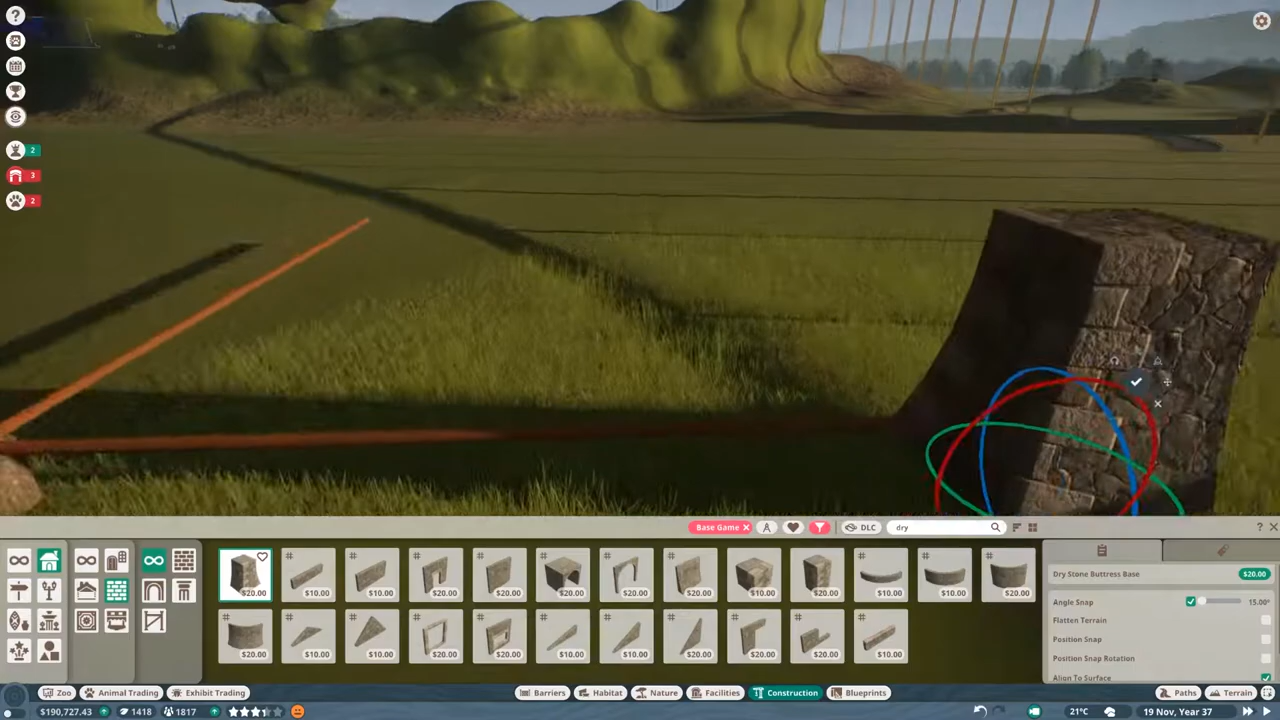 ?
2
3
2
Base Game ×
DLC
dry
? ×
$20.00 $10.00 $10.00 $20.00 $20.00 $20.00 $20.00 $20.00 $10.00 $20.00 $10.00 $10.00 $20.00
$20.00 $10.00 $10.00 $20.00 $20.00 $10.00 $10.00 $20.00 $20.00 $20.00 $10.00
Dry Stone Buttress Base $20.00
Angle Snap 15.00°
Flatten Terrain
Position Snap
Position Snap Rotation
Align To Surface
Zoo Animal Trading Exhibit Trading Barriers Habitat Nature Facilities Construction Blueprints Paths Terrain
$190,727.43 1418 1817 21°C 19 Nov, Year 37